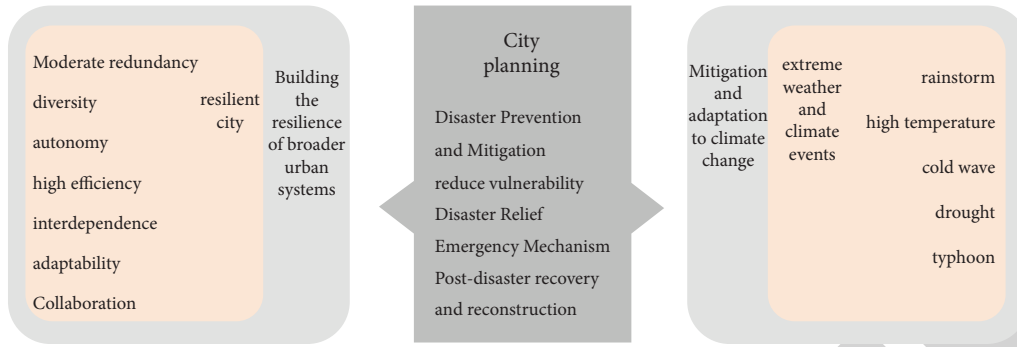 Moderate redundancy
diversity
autonomy
high efficiency
interdependence
adaptability
Collaboration
resilient
city
Building
the
resilience
of broader
urban
systems
City
planning
Disaster Prevention
and Mitigation
reduce vulnerability
Disaster Relief
Emergency Mechanism
Post-disaster recovery
and reconstruction
Mitigation
and
adaptation
to climate
change
extreme
weather
and
climate
events
rainstorm
high temperature
cold wave
drought
typhoon